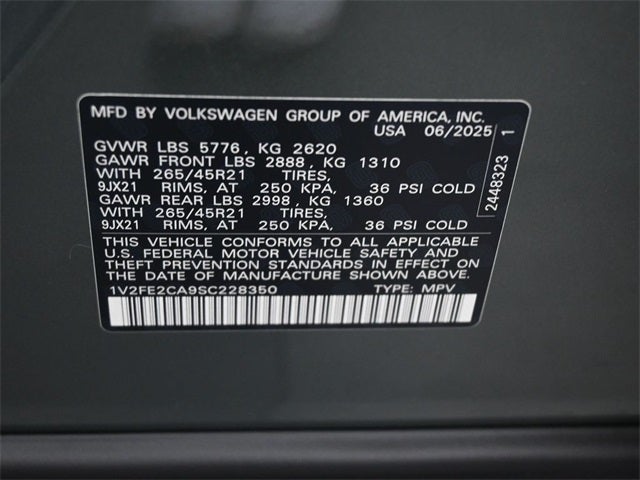 MFD BY VOLKSWAGEN GROUP OF AMERICA, INC.
USA 06/2025
GVWR LBS 5776, KG 2620
GAWR FRONT LBS 2888, KG 1310
WITH 265/45R21 TIRES,
9JX21 RIMS, AT 250 KPA, 36 PSI COLD
GAWR REAR LBS 2998, KG 1360
WITH 265/45R21 TIRES,
9JX21 RIMS, AT 250 KPA, 36 PSI COLD
THIS VEHICLE CONFORMS TO ALL APPLICABLE
U.S. FEDERAL MOTOR VEHICLE SAFETY AND
THEFT PREVENTION STANDARDS IN EFFECT ON
THE DATE OF MANUFACTURE SHOWN ABOVE.
1V2FE2CA9SC228350 TYPE: MPV
2448323 1